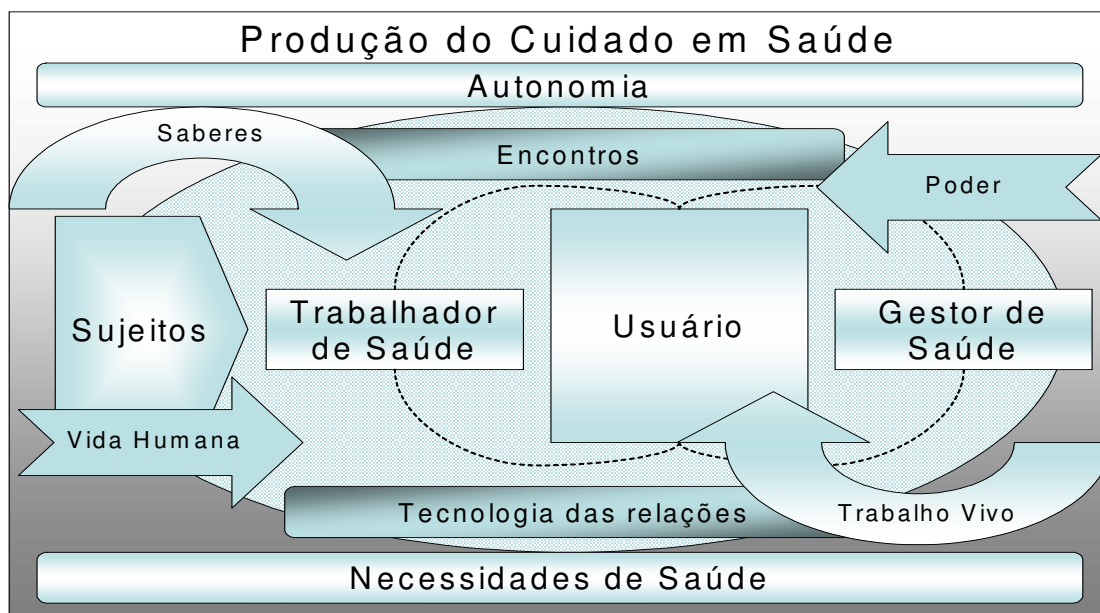 Produção do Cuidado em Saúde
Autonomia
Saberes
Encontros
Poder
Sujeitos
Trabalhador
de Saúde
Usuário
Gestor de
Saúde
Vida Humana
Tecnologia das relações
Trabalho Vivo
Necessidades de Saúde